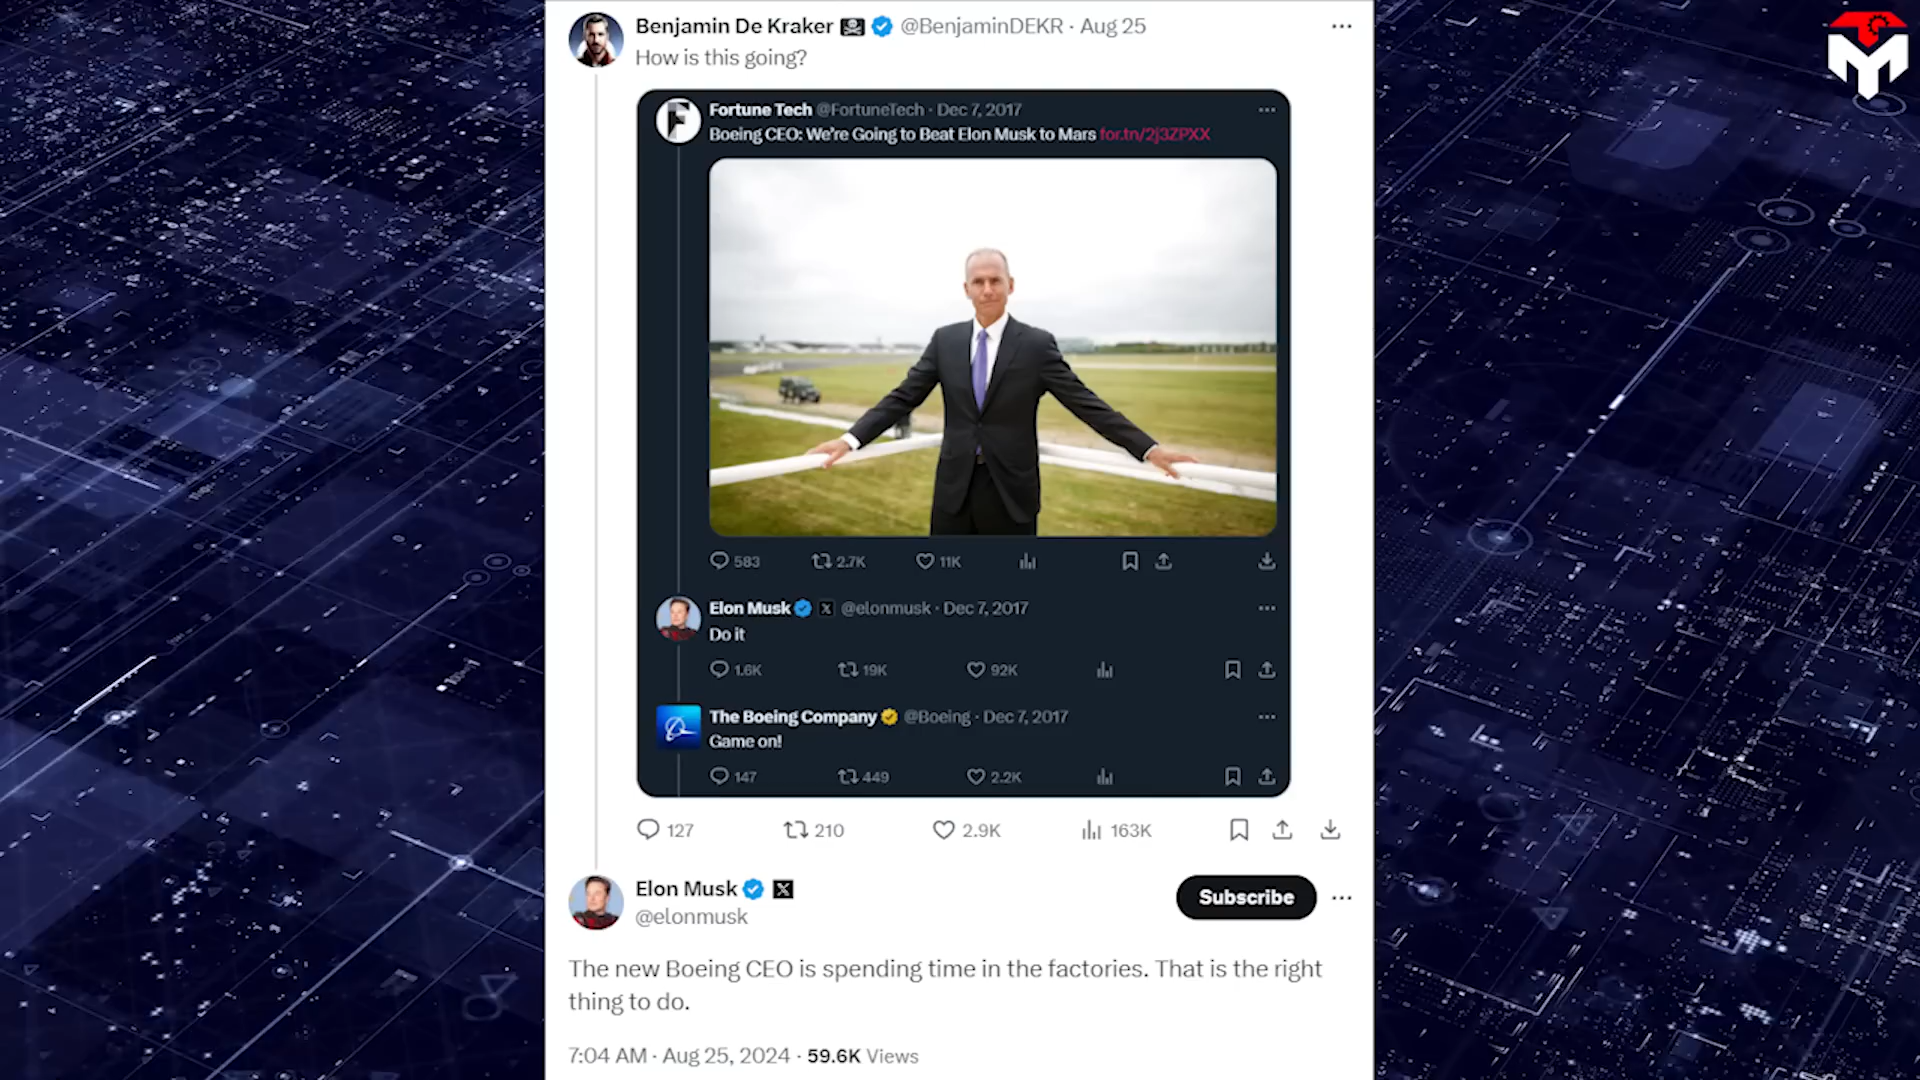 Benjamin De Kraker @BenjaminDEKR · Aug 25
How is this going?
Fortune Tech @FortuneTech · Dec 7, 2017
Boeing CEO: We're Going to Beat Elon Musk to Mars for.tn/2j3ZPXX
583 2.7K 11K
Elon Musk X @elonmusk · Dec 7, 2017
Do it
1.6K 19K 92K
The Boeing Company @Boeing · Dec 7, 2017
Game on!
147 449 2.2K
127 210 2.9K 163K
Elon Musk X
Subscribe
@elonmusk
The new Boeing CEO is spending time in the factories. That is the right
thing to do.
7:04 AM · Aug 25, 2024 · 59.6K Views